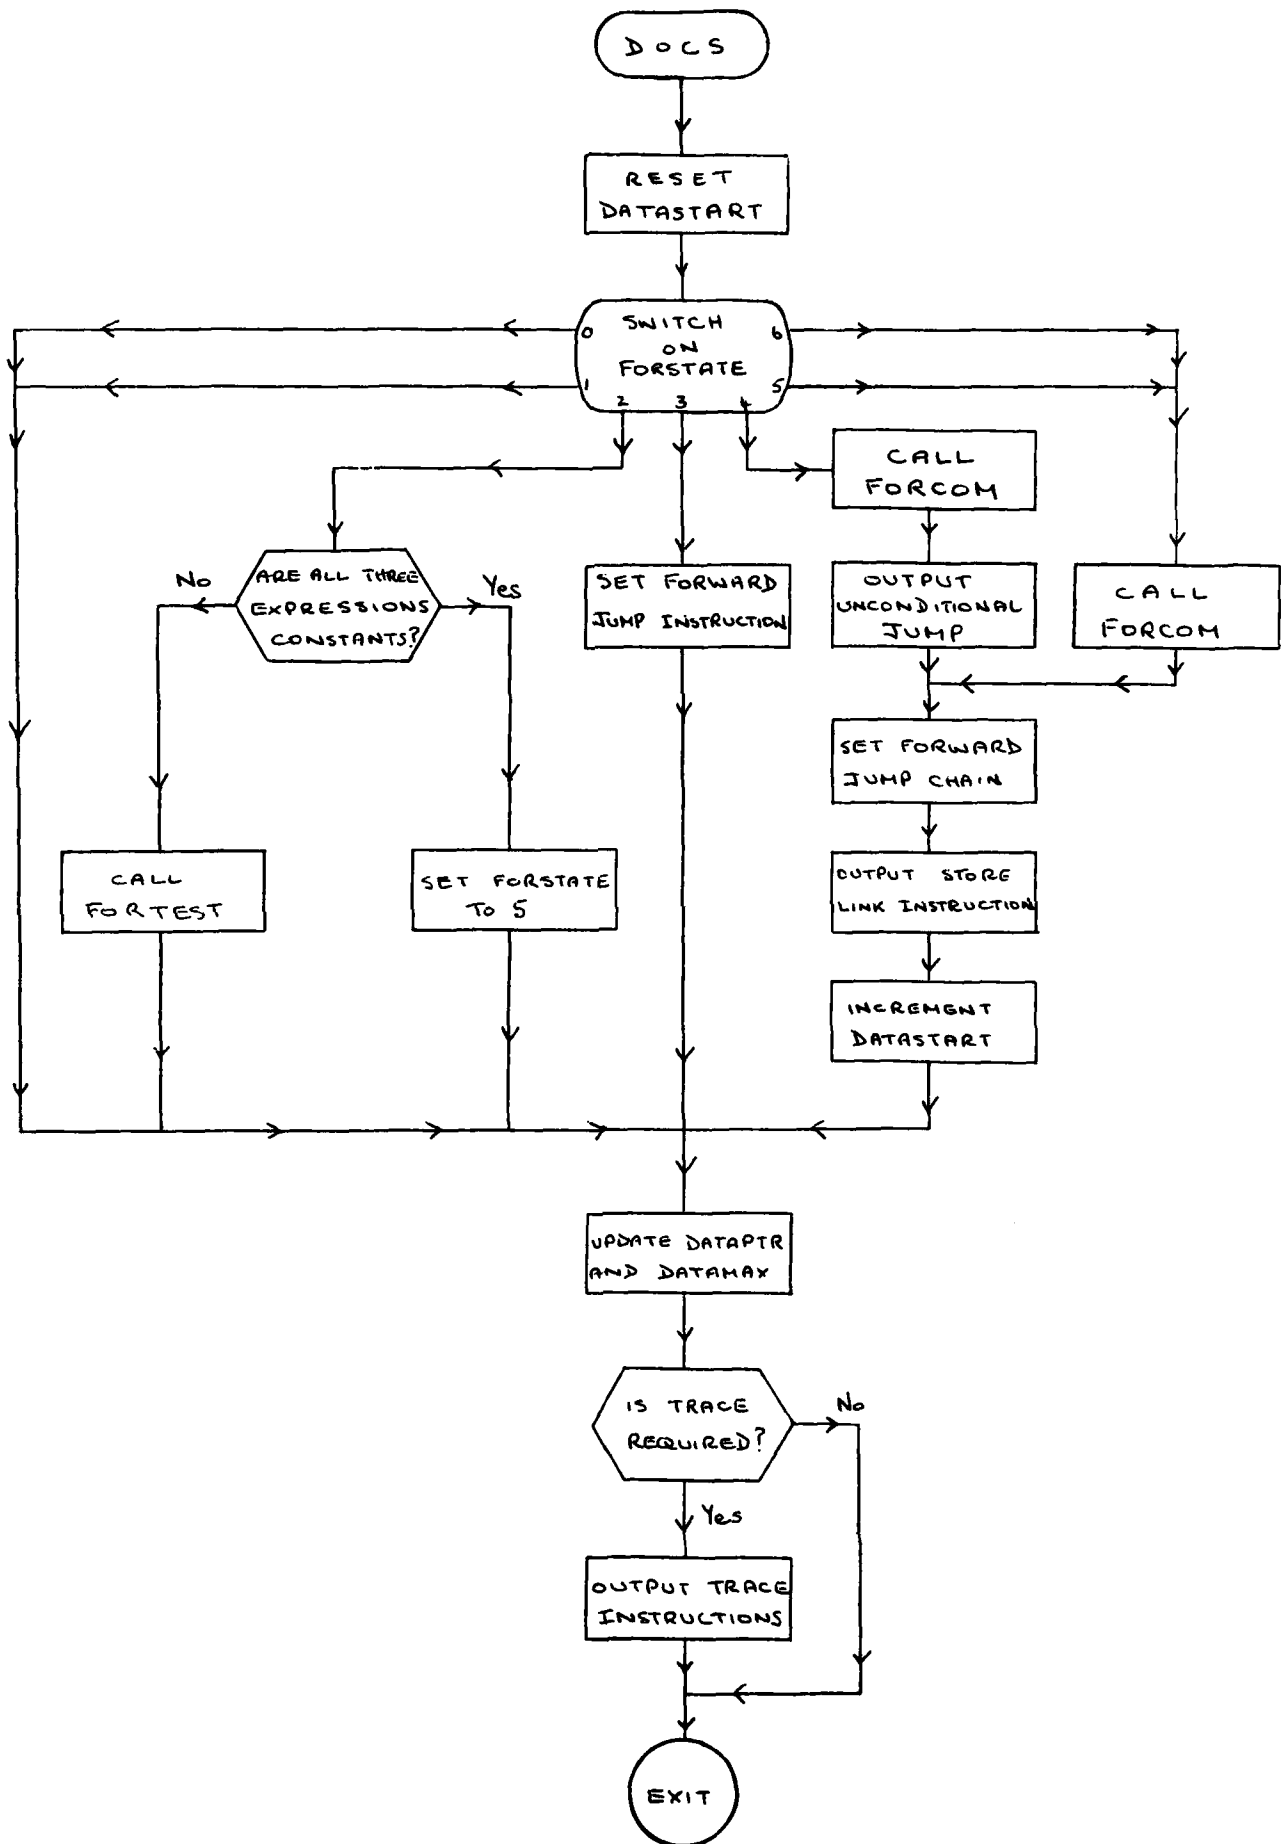 DOCS
RESET
DATASTART
SWITCH
ON
FORSTATE
0
1
2
3
4
5
6
CALL
FORCOM
ARE ALL THREE
EXPRESSIONS
CONSTANTS?
No
Yes
SET FORWARD
JUMP INSTRUCTION
OUTPUT
UNCONDITIONAL
JUMP
CALL
FORCOM
SET FORWARD
JUMP CHAIN
CALL
FORTEST
SET FORSTATE
TO 5
OUTPUT STORE
LINK INSTRUCTION
INCREMENT
DATASTART
UPDATE DATAPTR
AND DATAMAX
IS TRACE
REQUIRED?
No
Yes
OUTPUT TRACE
INSTRUCTIONS
EXIT